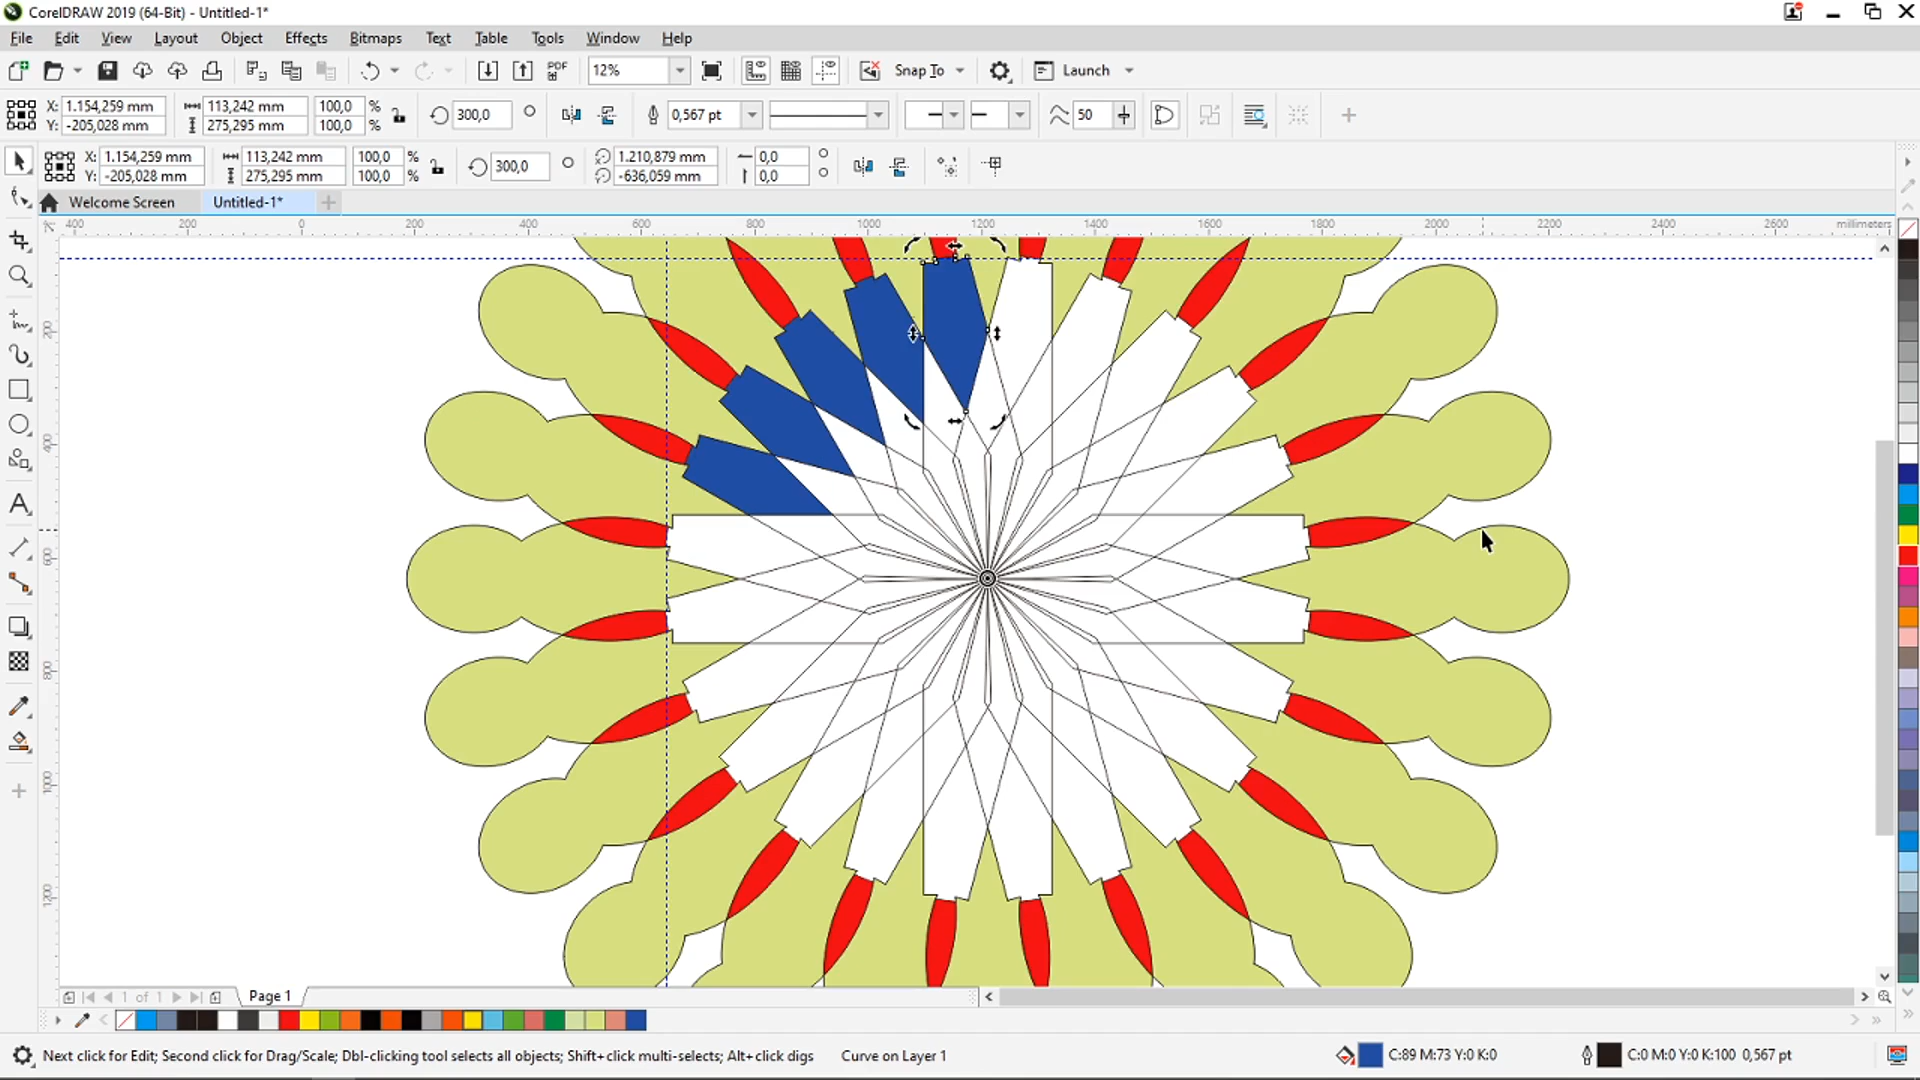 CorelDRAW 2019 (64-Bit) - Untitled-1*
File Edit View Layout Object Effects Bitmaps Text Table Tools Window Help
PDF 12% Snap To Launch
X: 1.154,259 mm 113,242 mm 100,0 % 300,0 ° 0,567 pt 50
Y: -205,028 mm 275,295 mm 100,0 %
X: 1.154,259 mm 113,242 mm 100,0 % 300,0 ° 1.210,879 mm 0,0 °
Y: -205,028 mm 275,295 mm 100,0 % -636,059 mm 0,0 °
Welcome Screen Untitled-1*
400 200 0 200 400 600 800 1000 1200 1400 1600 1800 2000 2200 2400 2600 millimeters
200
400
600
800
1000
1200
1 of 1 Page 1
Next click for Edit; Second click for Drag/Scale; Dbl-clicking tool selects all objects; Shift+click multi-selects; Alt+click digs Curve on Layer 1 C:89 M:73 Y:0 K:0 C:0 M:0 Y:0 K:100 0,567 pt